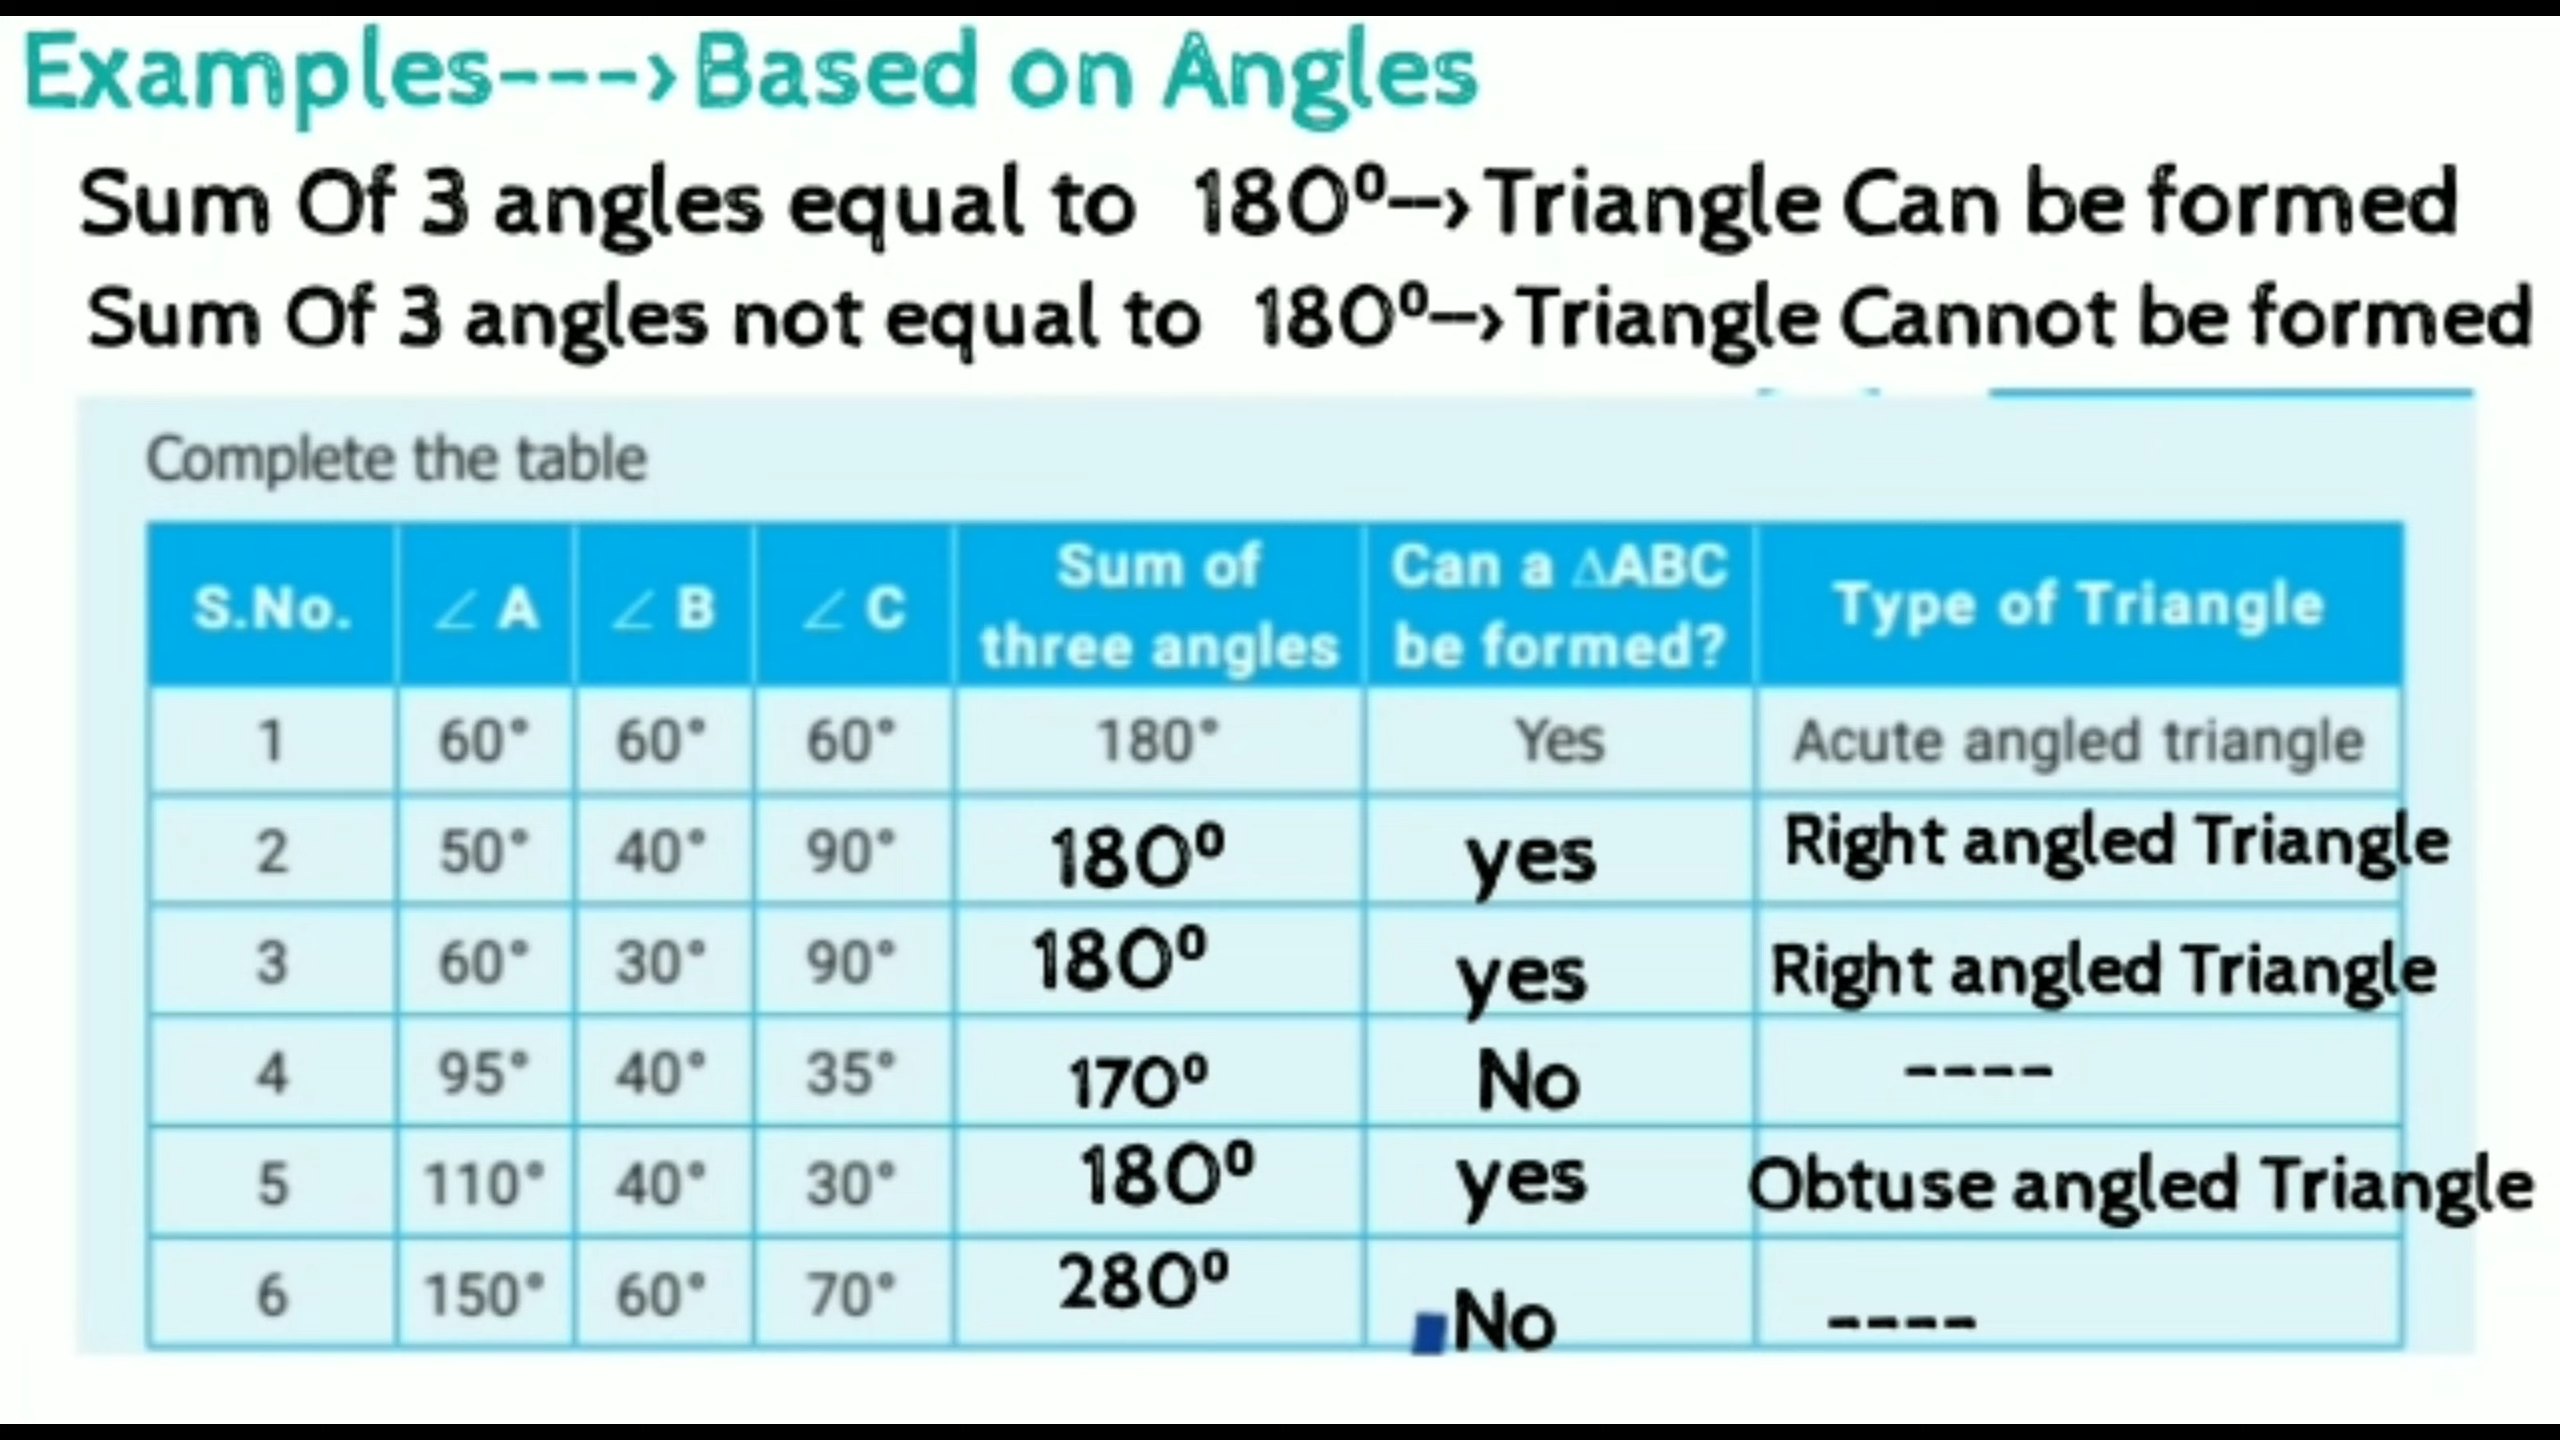 Examples--->Based on Angles
Sum Of 3 angles equal to 180⁰-->Triangle Can be formed
Sum Of 3 angles not equal to 180⁰-->Triangle Cannot be formed
Complete the table
S.No. ∠ A ∠ B ∠ C Sum of three angles Can a ΔABC be formed? Type of Triangle
1 60° 60° 60° 180° Yes Acute angled triangle
2 50° 40° 90° 180⁰ yes Right angled Triangle
3 60° 30° 90° 180⁰ yes Right angled Triangle
4 95° 40° 35° 170⁰ No ----
5 110° 40° 30° 180⁰ yes Obtuse angled Triangle
6 150° 60° 70° 280⁰ No ----